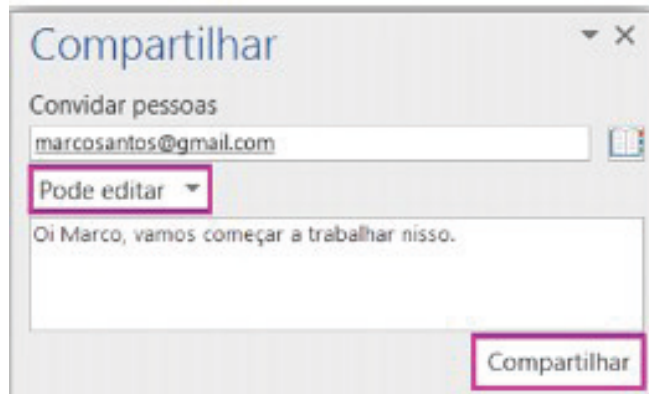 Compartilhar
Convidar pessoas
marcosantos@gmail.com
Pode editar
Oi Marco, vamos começar a trabalhar nisso.
Compartilhar